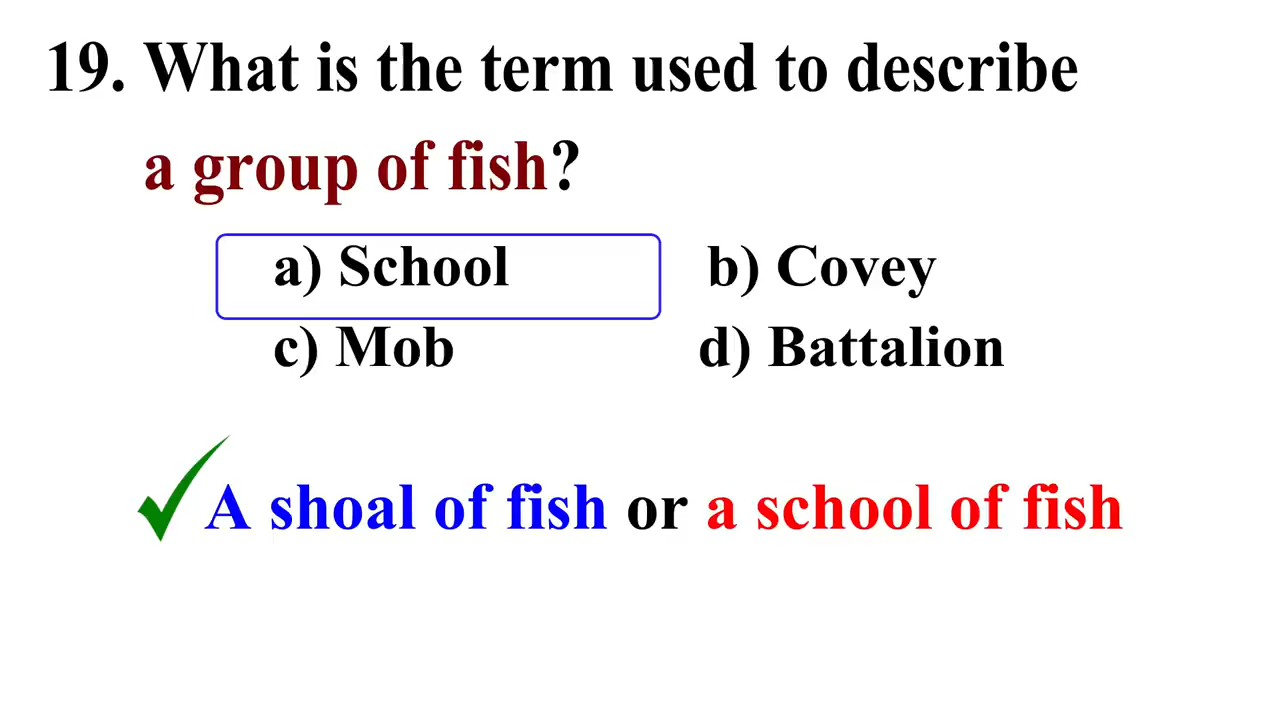 19. What is the term used to describe
a group of fish?
a) School b) Covey
c) Mob d) Battalion
A shoal of fish or a school of fish